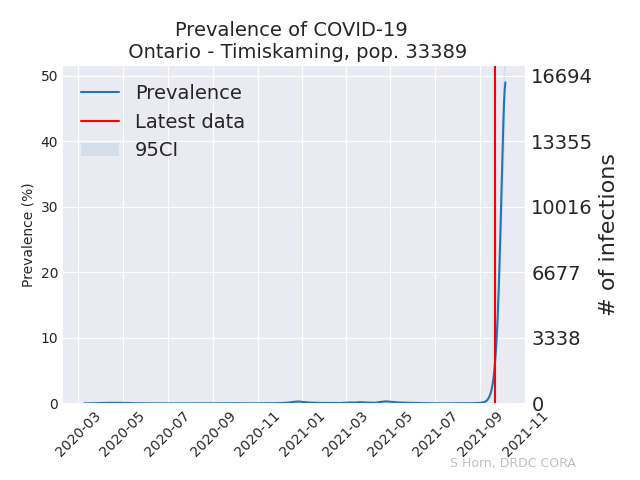 Prevalence of COVID-19
Ontario - Timiskaming, pop. 33389
Prevalence
Latest data
95CI
Prevalence (%)
50
40
30
20
10
0
16694
13355
10016
6677
3338
0
# of infections
2020-03
2020-05
2020-07
2020-09
2020-11
2021-01
2021-03
2021-05
2021-07
2021-09
2021-11
S Horn, DRDC CORA